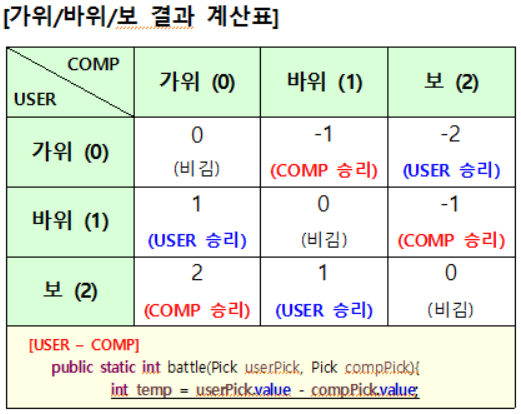 [가위/바위/보 결과 계산표]
COMP
USER
가위 (0)
바위 (1)
보 (2)
가위 (0)
0
(비김)
-1
(COMP 승리)
-2
(USER 승리)
바위 (1)
1
(USER 승리)
0
(비김)
-1
(COMP 승리)
보 (2)
2
(COMP 승리)
1
(USER 승리)
0
(비김)
[USER – COMP]
public static int battle(Pick userPick, Pick compPick){
int temp = userPick.value - compPick.value;